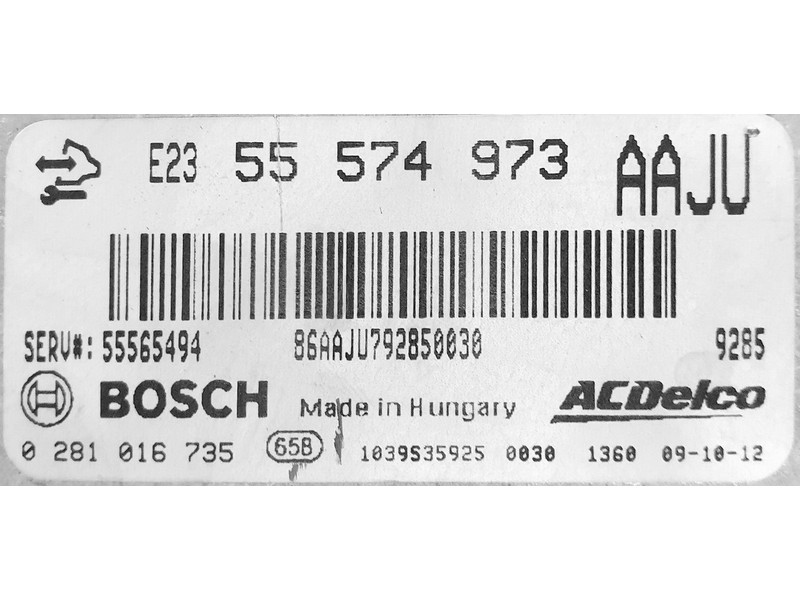 E23 55 574 973 AAJU
SERV#: 55565494 86AAJU792850030 9285
BOSCH Made in Hungary ACDelco
0 281 016 735 65B 1039S35925 0030 1360 09-10-12